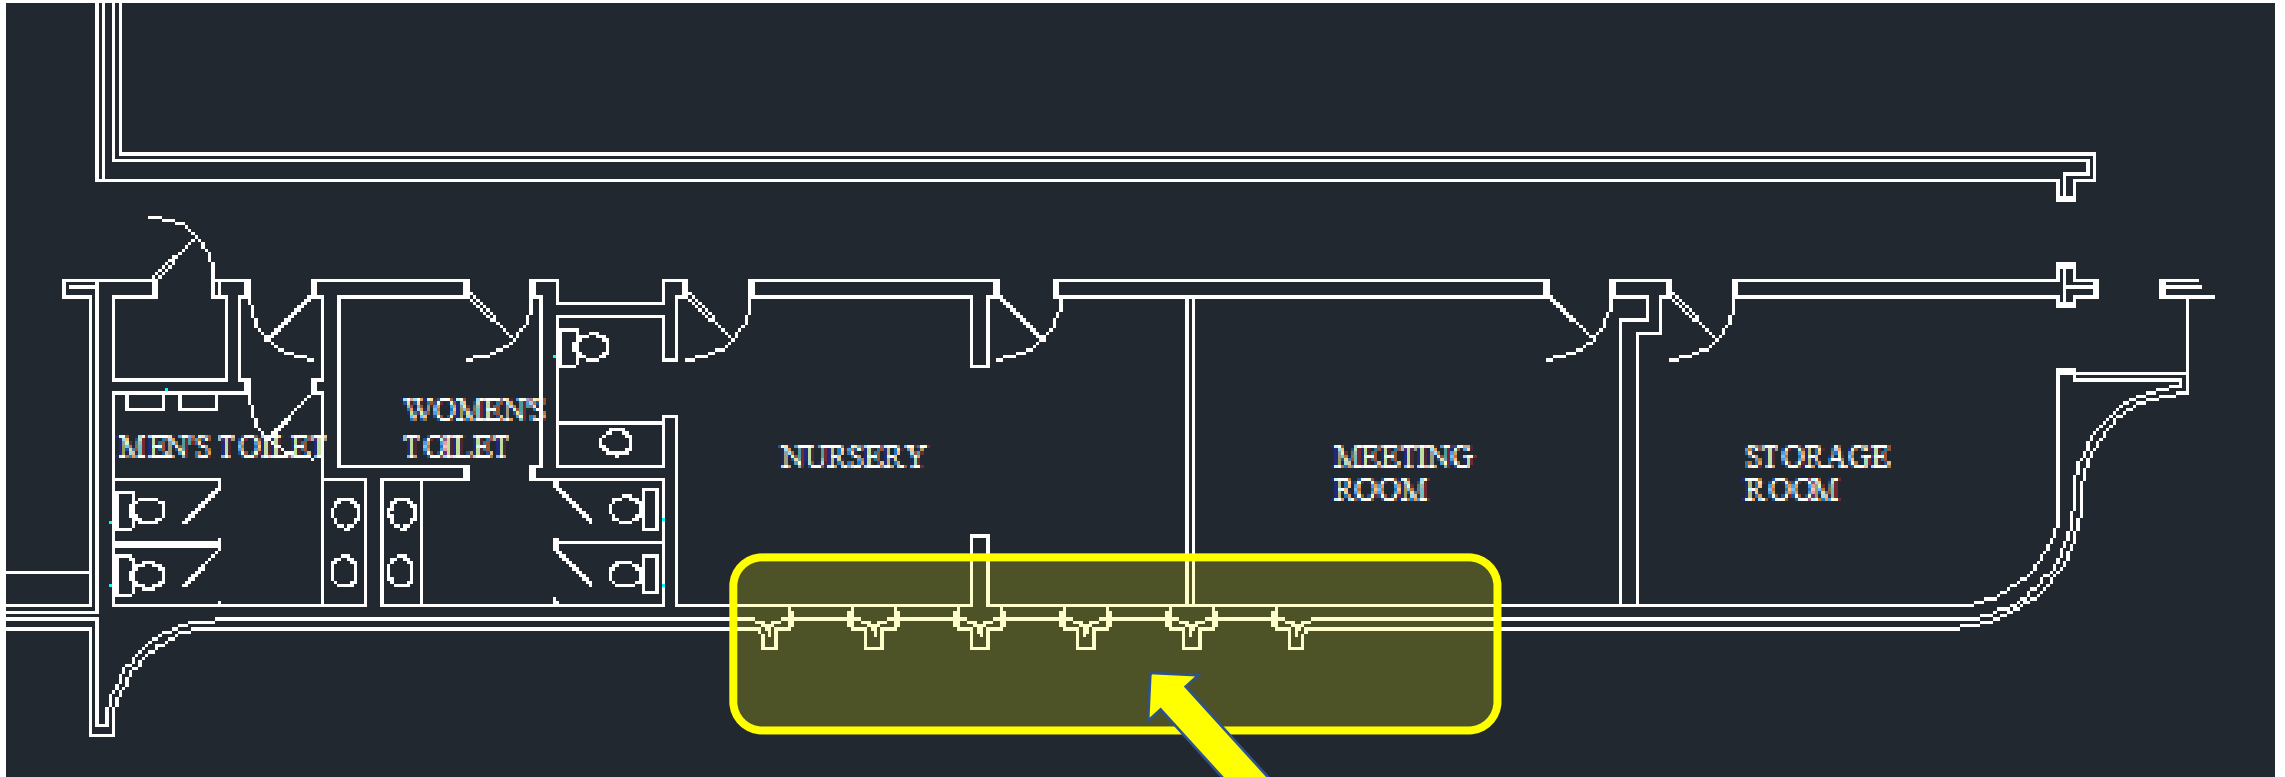 MEN'S TOILET
WOMEN'S
TOILET
NURSERY
MEETING
ROOM
STORAGE
ROOM